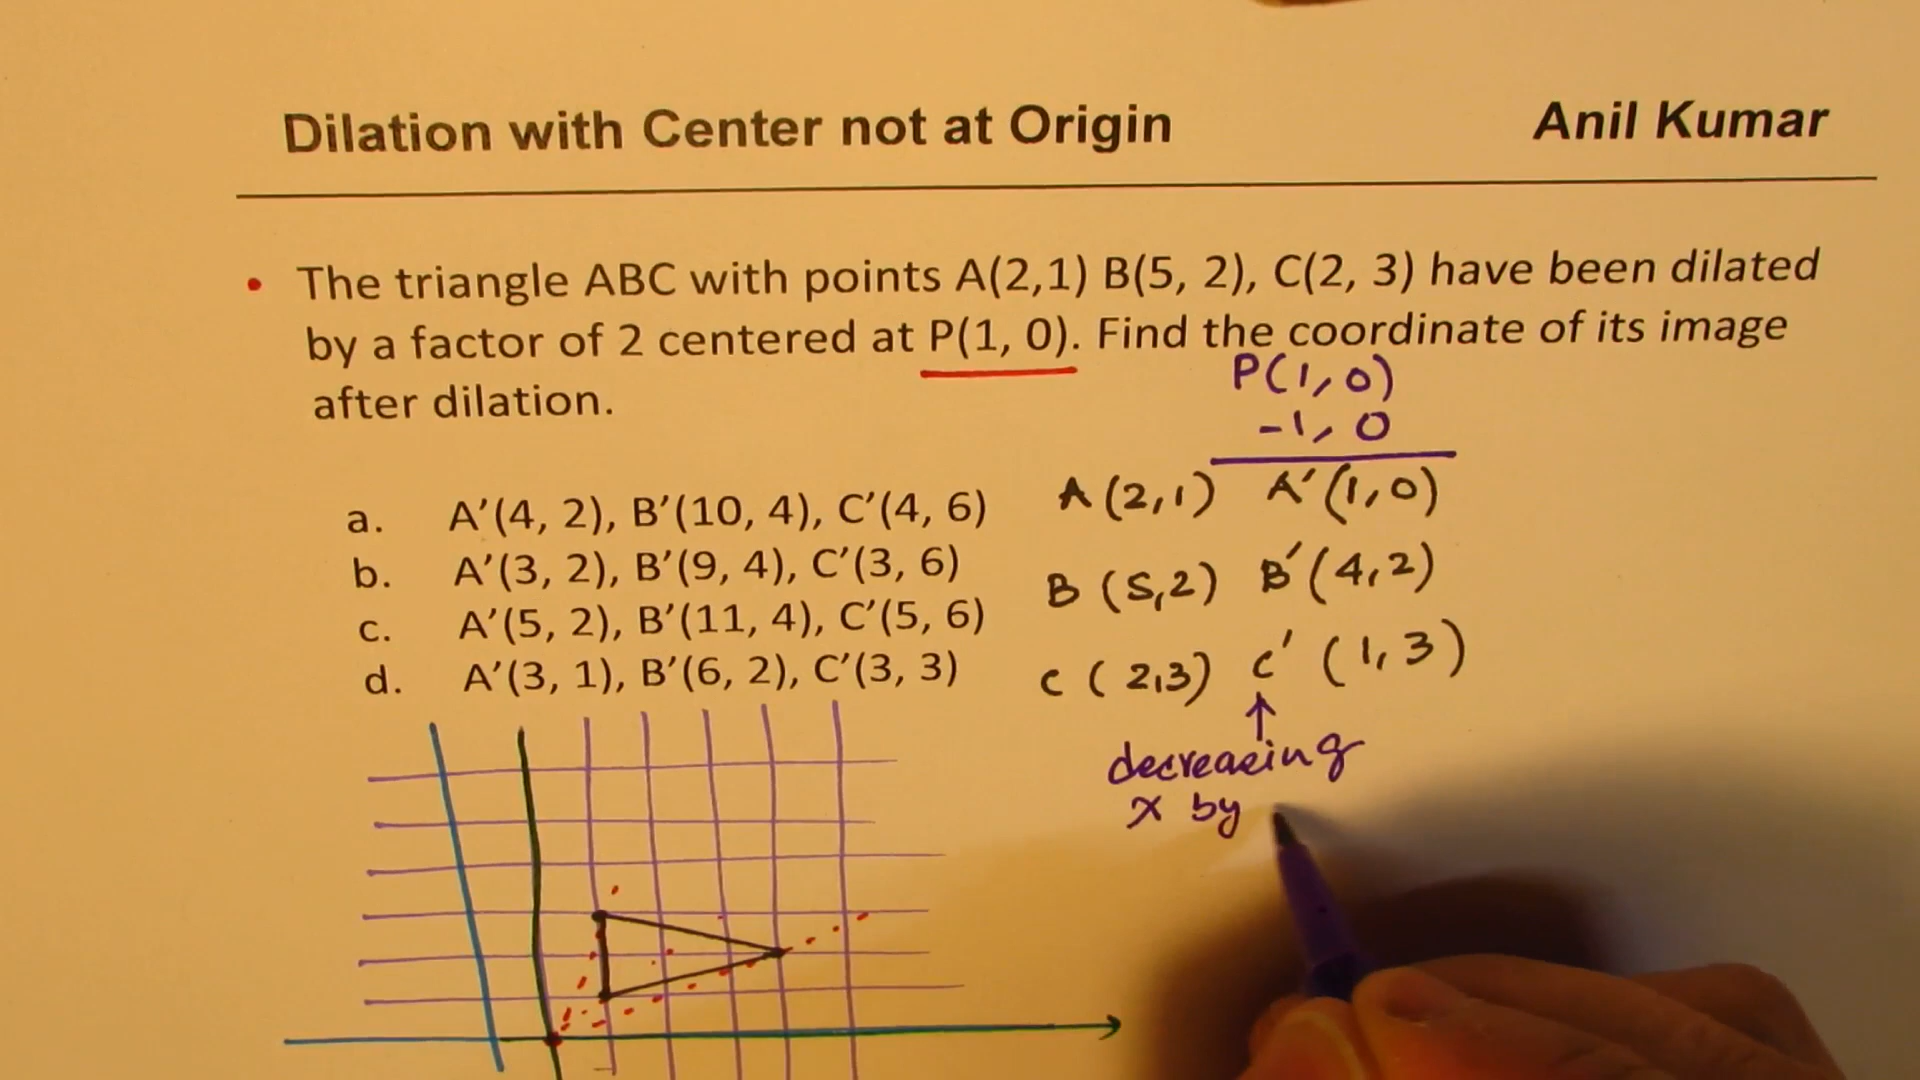 Dilation with Center not at Origin Anil Kumar
• The triangle ABC with points A(2,1) B(5, 2), C(2, 3) have been dilated
by a factor of 2 centered at P(1, 0). Find the coordinate of its image
after dilation.
P(1, 0)
-1, 0
a. A′(4, 2), B′(10, 4), C′(4, 6)
b. A′(3, 2), B′(9, 4), C′(3, 6)
c. A′(5, 2), B′(11, 4), C′(5, 6)
d. A′(3, 1), B′(6, 2), C′(3, 3)
A (2,1) A′(1,0)
B (5,2) B′(4,2)
C (2,3) C′ (1,3)
↑
decreasing
x by